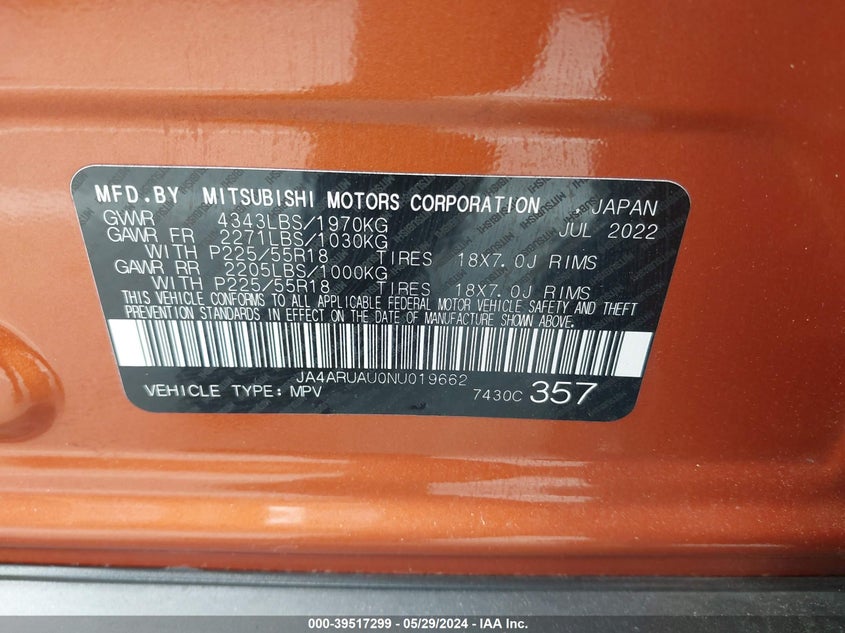 MFD.BY MITSUBISHI MOTORS CORPORATION , JAPAN
GVWR 4343LBS/1970KG JUL 2022
GAWR FR 2271LBS/1030KG
WITH P225/55R18 TIRES 18X7.0J RIMS
GAWR RR 2205LBS/1000KG
WITH P225/55R18 TIRES 18X7.0J RIMS
THIS VEHICLE CONFORMS TO ALL APPLICABLE FEDERAL MOTOR VEHICLE SAFETY AND THEFT
PREVENTION STANDARDS IN EFFECT ON THE DATE OF MANUFACTURE SHOWN ABOVE.
JA4ARUAU0NU019662
VEHICLE TYPE: MPV 7430C 357
000-39517299 - 05/29/2024 - IAA Inc.